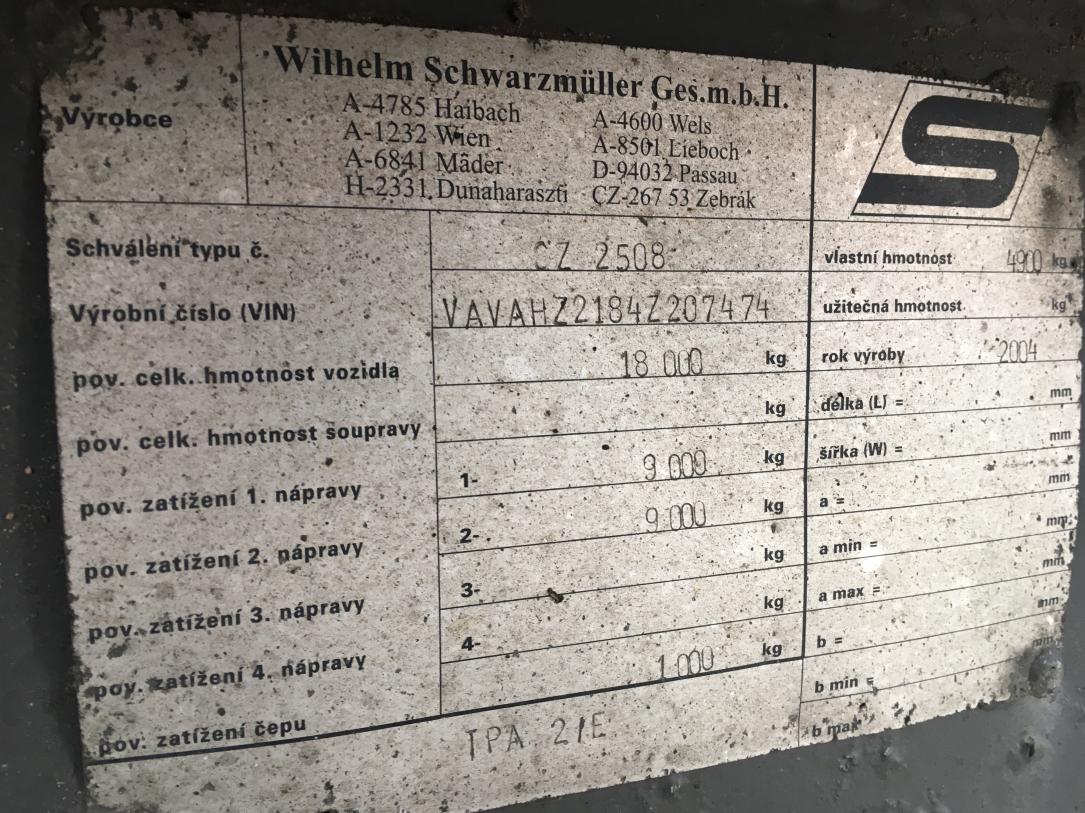 Výrobce
Wilhelm Schwarzmüller Ges.m.b.H.
A-4785 Haibach A-4600 Wels
A-1232 Wien A-8501 Lieboch
A-6841 Mäder D-94032 Passau
H-2331 Dunaharaszti CZ-267 53 Žebrák
S
Schválení typu č. CZ 2508
vlastní hmotnost 4900 kg
Výrobní číslo (VIN) VAVAHZ2184Z207474
užitečná hmotnost kg
pov. celk. hmotnost vozidla 18 000 kg
rok výroby 2004
pov. celk. hmotnost soupravy kg
délka (L) = mm
pov. zatížení 1. nápravy 1- 9 000 kg
šířka (W) = mm
pov. zatížení 2. nápravy 2- 9 000 kg
a = mm
pov. zatížení 3. nápravy 3- kg
a min = mm
pov. zatížení 4. nápravy 4- kg
a max = mm
pov. zatížení čepu 1 000 kg
b = mm
b min = mm
b max
TPA 2/E